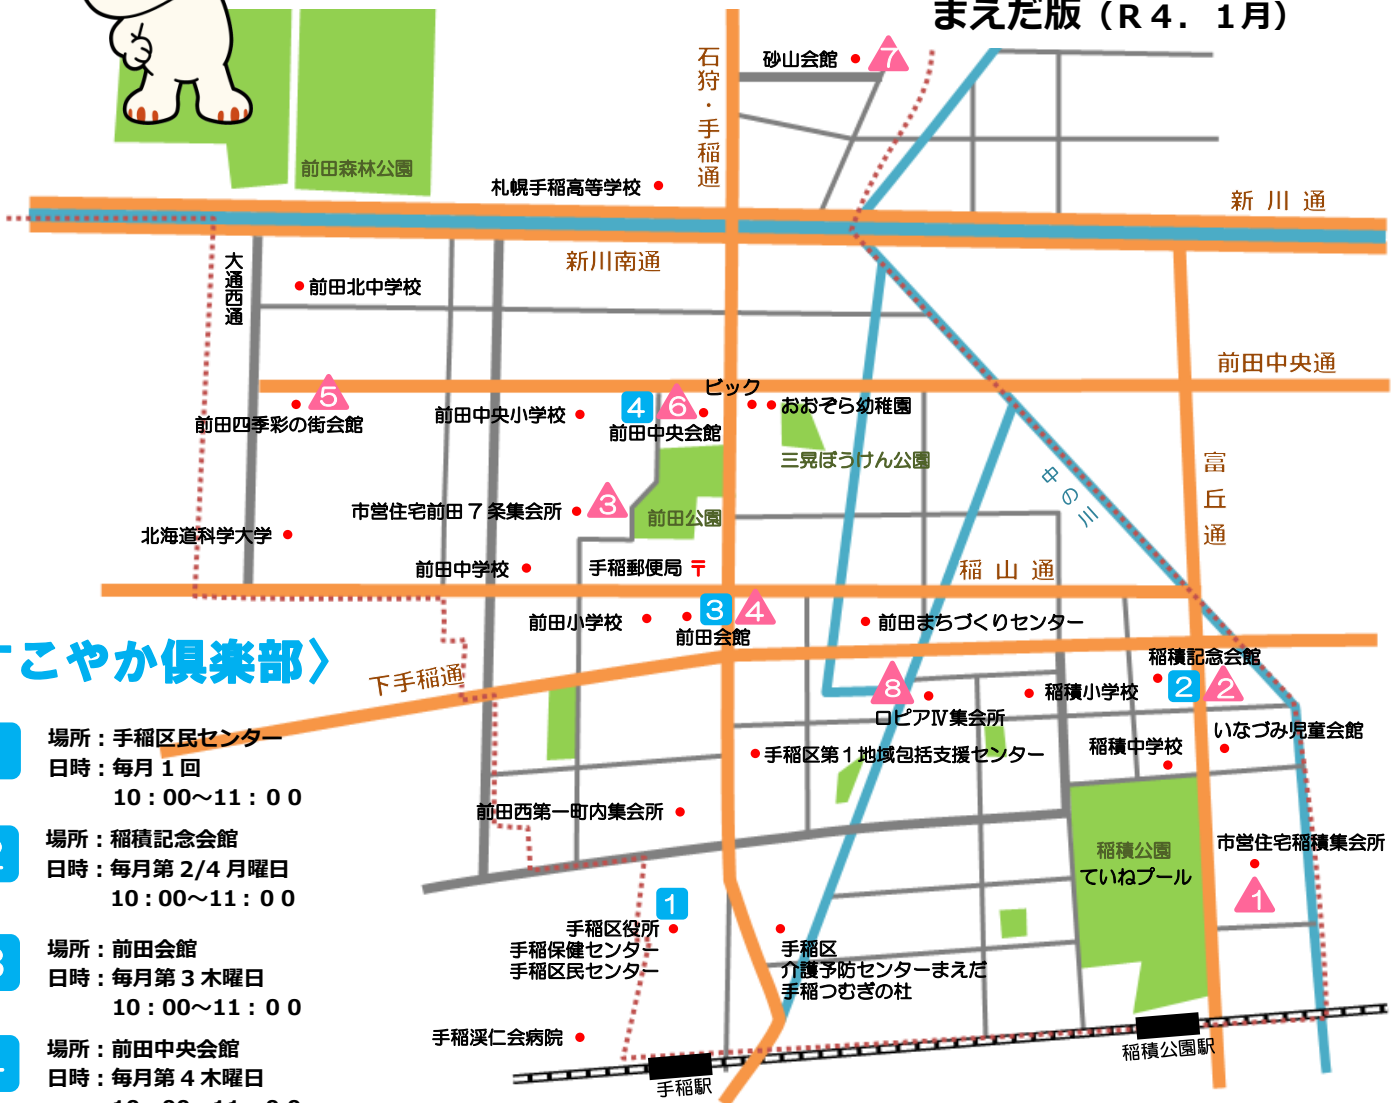 まえだ版（Ｒ４．１月）
石狩・手稲通
砂山会館
7
前田森林公園
札幌手稲高等学校
新川通
新川南通
大通西通
前田北中学校
前田中央通
ビック
5
4
6
おおぞら幼稚園
前田四季彩の街会館
前田中央小学校
前田中央会館
三晃ぼうけん公園
富丘通
中の川
3
市営住宅前田７条集会所
前田公園
北海道科学大学
前田中学校
手稲郵便局 〒
稲山通
3
4
前田小学校
前田会館
前田まちづくりセンター
すこやか倶楽部〉
下手稲通
稲積記念会館
8
稲積小学校
2
2
ロピアⅣ集会所
いなづみ児童会館
稲積中学校
手稲区第１地域包括支援センター
場所：手稲区民センター
日時：毎月１回
10：00～11：００
前田西第一町内集会所
2
場所：稲積記念会館
日時：毎月第 2/4 月曜日
10：00～11：００
稲積公園
ていねプール
市営住宅稲積集会所
1
1
手稲区役所
手稲保健センター
手稲区民センター
手稲区
介護予防センターまえだ
手稲つむぎの杜
3
場所：前田会館
日時：毎月第３木曜日
10：00～11：００
手稲渓仁会病院
稲積公園駅
手稲駅
場所：前田中央会館
日時：毎月第４木曜日